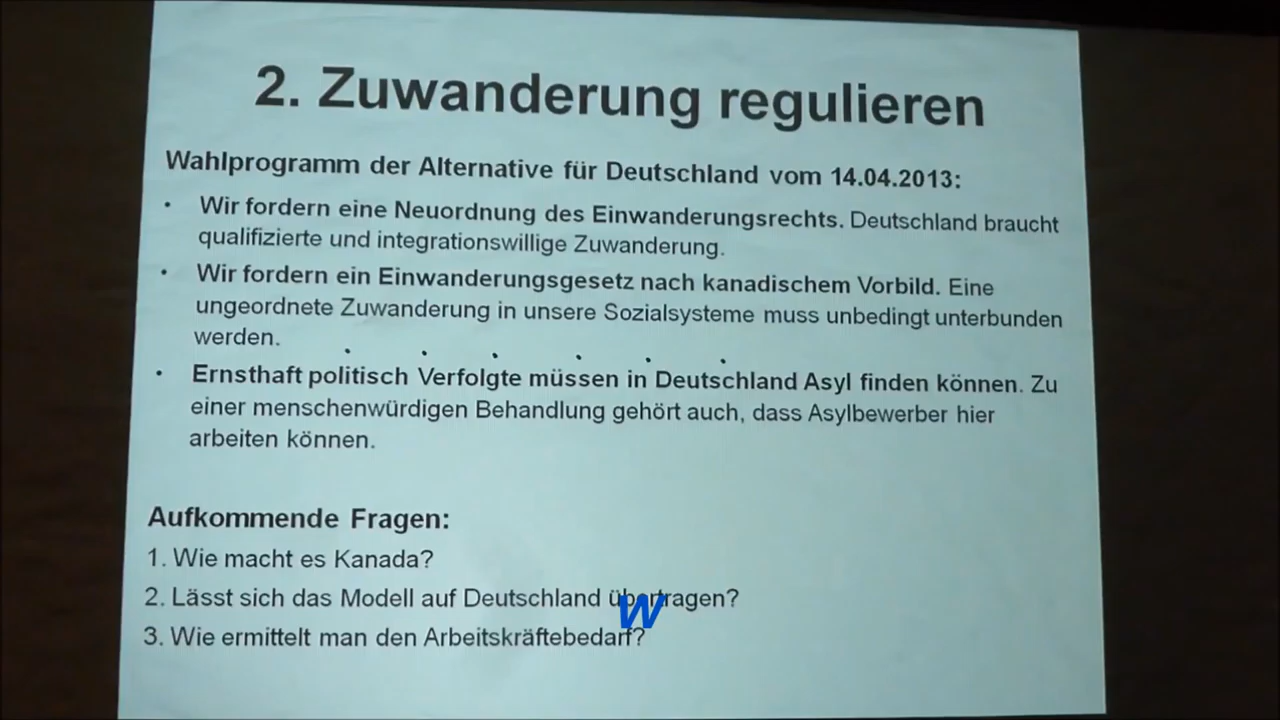 2. Zuwanderung regulieren
Wahlprogramm der Alternative für Deutschland vom 14.04.2013:
• Wir fordern eine Neuordnung des Einwanderungsrechts. Deutschland braucht
qualifizierte und integrationswillige Zuwanderung.
• Wir fordern ein Einwanderungsgesetz nach kanadischem Vorbild. Eine
ungeordnete Zuwanderung in unsere Sozialsysteme muss unbedingt unterbunden
werden.
• Ernsthaft politisch Verfolgte müssen in Deutschland Asyl finden können. Zu
einer menschenwürdigen Behandlung gehört auch, dass Asylbewerber hier
arbeiten können.
Aufkommende Fragen:
1. Wie macht es Kanada?
2. Lässt sich das Modell auf Deutschland übertragen?
W
3. Wie ermittelt man den Arbeitskräftebedarf?